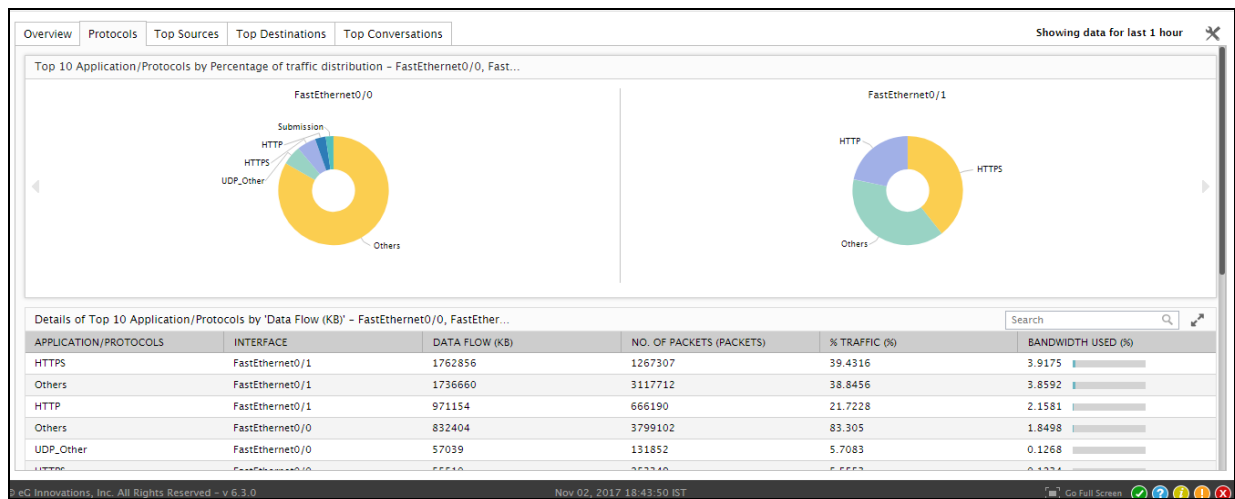 Overview Protocols Top Sources Top Destinations Top Conversations Showing data for last 1 hour
Top 10 Application/Protocols by Percentage of traffic distribution – FastEthernet0/0, Fast...
FastEthernet0/0
Submission
HTTP
HTTPS
UDP_Other
Others
FastEthernet0/1
HTTP
HTTPS
Others
Details of Top 10 Application/Protocols by 'Data Flow (KB)' – FastEthernet0/0, FastEther...
Search
APPLICATION/PROTOCOLS INTERFACE DATA FLOW (KB) NO. OF PACKETS (PACKETS) % TRAFFIC (%) BANDWIDTH USED (%)
HTTPS FastEthernet0/1 1762856 1267307 39.4316 3.9175
Others FastEthernet0/1 1736660 3117712 38.8456 3.8592
HTTP FastEthernet0/1 971154 666190 21.7228 2.1581
Others FastEthernet0/0 832404 3799102 83.305 1.8498
UDP_Other FastEthernet0/0 57039 131852 5.7083 0.1268
HTTPS FastEthernet0/0
© eG Innovations, Inc. All Rights Reserved – v 6.3.0 Nov 02, 2017 18:43:50 IST Go Full Screen